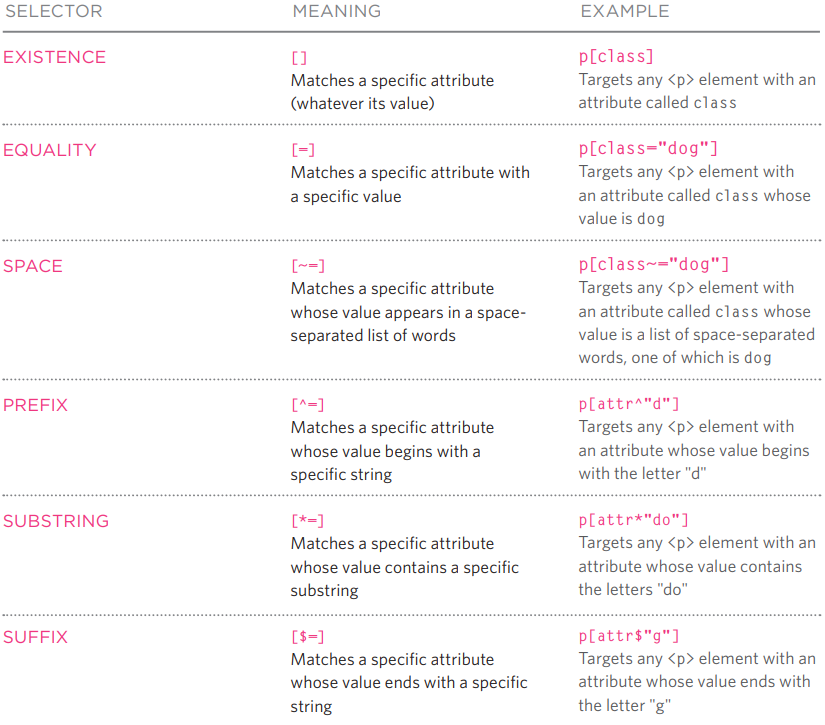 SELECTOR MEANING EXAMPLE
EXISTENCE
[]
Matches a specific attribute
(whatever its value)
p[class]
Targets any <p> element with an
attribute called class
EQUALITY
[=]
Matches a specific attribute with
a specific value
p[class="dog"]
Targets any <p> element with
an attribute called class whose
value is dog
SPACE
[~=]
Matches a specific attribute
whose value appears in a space-
separated list of words
p[class~="dog"]
Targets any <p> element with
an attribute called class whose
value is a list of space-separated
words, one of which is dog
PREFIX
[^=]
Matches a specific attribute
whose value begins with a
specific string
p[attr^"d"]
Targets any <p> element with
an attribute whose value begins
with the letter "d"
SUBSTRING
[*=]
Matches a specific attribute
whose value contains a specific
substring
p[attr*"do"]
Targets any <p> element with an
attribute whose value contains
the letters "do"
SUFFIX
[$=]
Matches a specific attribute
whose value ends with a specific
string
p[attr$"g"]
Targets any <p> element with an
attribute whose value ends with
the letter "g"